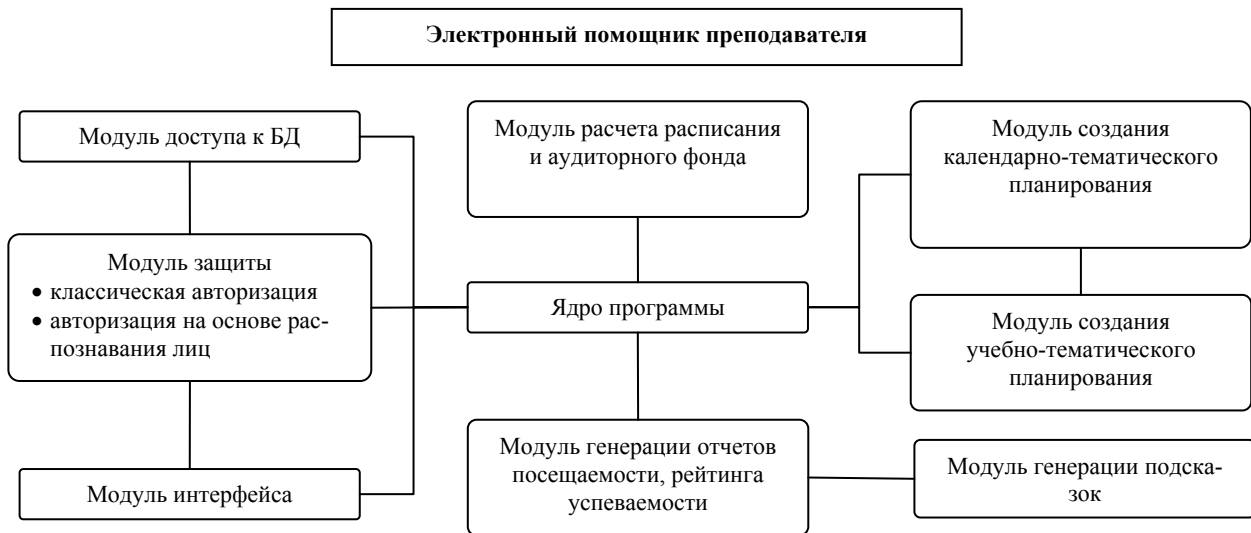 Электронный помощник преподавателя
Модуль доступа к БД
Модуль защиты
• классическая авторизация
• авторизация на основе рас-
познавания лиц
Модуль интерфейса
Модуль расчета расписания
и аудиторного фонда
Ядро программы
Модуль генерации отчетов
посещаемости, рейтинга
успеваемости
Модуль создания
календарно-тематического
планирования
Модуль создания
учебно-тематического
планирования
Модуль генерации подска-
зок